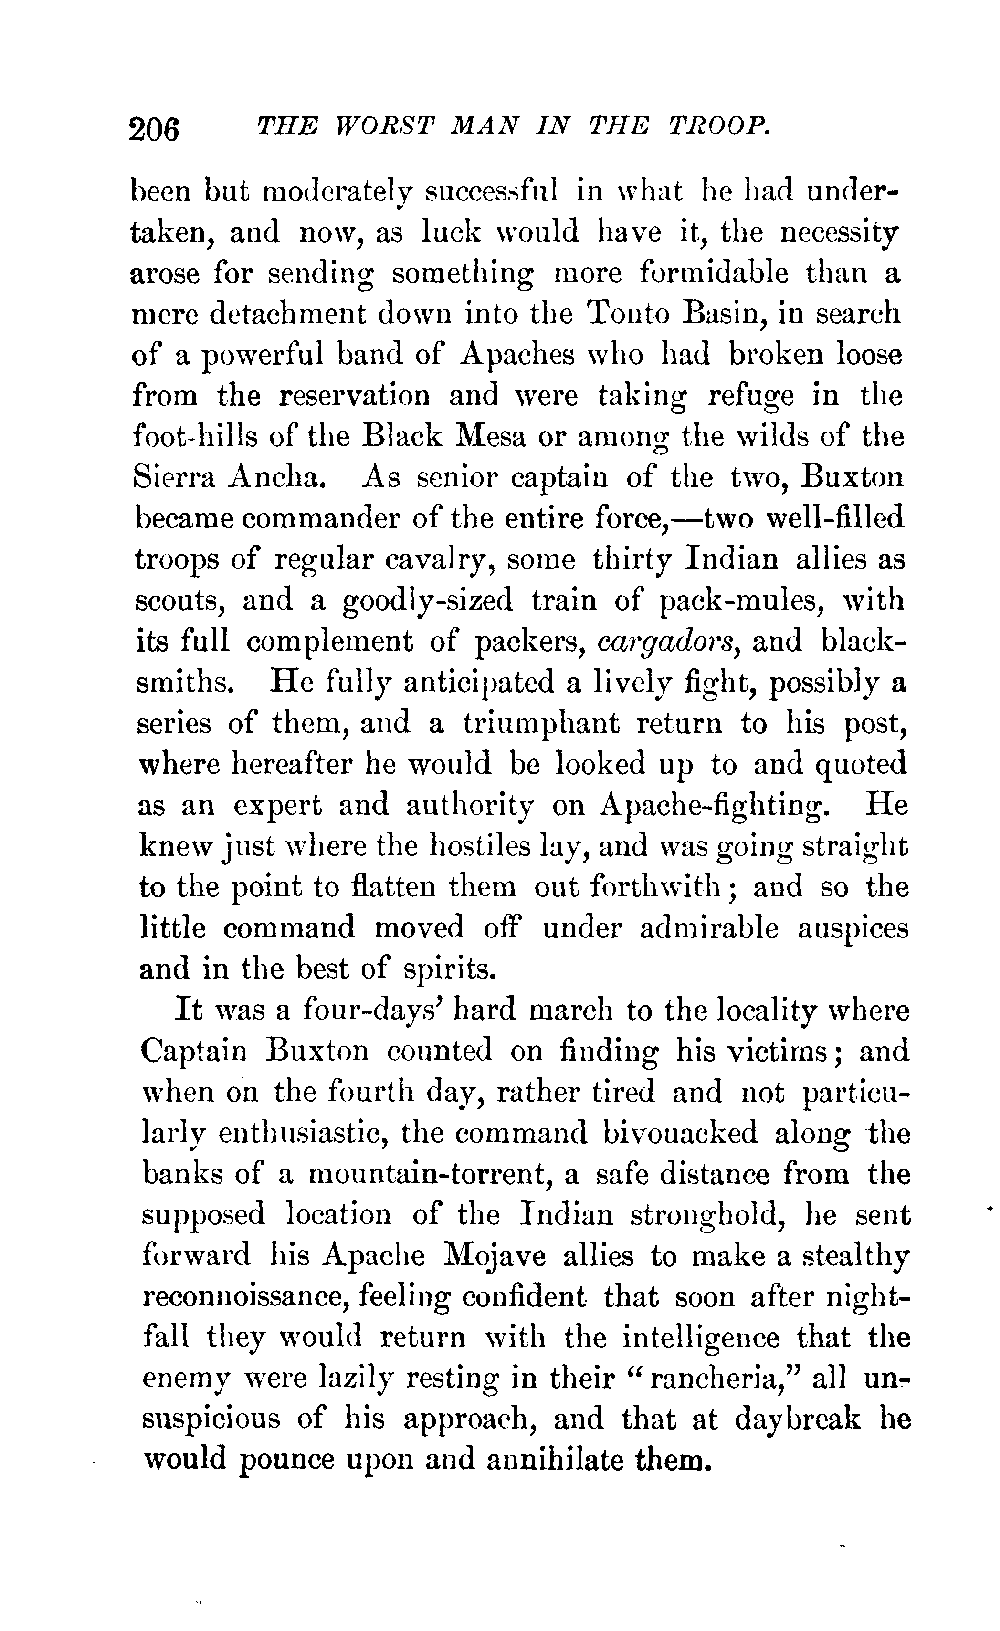 206 THE WORST MAN IN THE TROOP.
been but moderately successful in what he had under-
taken, and now, as luck would have it, the necessity
arose for sending something more formidable than a
mere detachment down into the Tonto Basin, in search
of a powerful band of Apaches who had broken loose
from the reservation and were taking refuge in the
foot-hills of the Black Mesa or among the wilds of the
Sierra Ancha. As senior captain of the two, Buxton
became commander of the entire force,—two well-filled
troops of regular cavalry, some thirty Indian allies as
scouts, and a goodly-sized train of pack-mules, with
its full complement of packers, cargadors, and black-
smiths. He fully anticipated a lively fight, possibly a
series of them, and a triumphant return to his post,
where hereafter he would be looked up to and quoted
as an expert and authority on Apache-fighting. He
knew just where the hostiles lay, and was going straight
to the point to flatten them out forthwith; and so the
little command moved off under admirable auspices
and in the best of spirits.
It was a four-days' hard march to the locality where
Captain Buxton counted on finding his victims; and
when on the fourth day, rather tired and not particu-
larly enthusiastic, the command bivouacked along the
banks of a mountain-torrent, a safe distance from the
supposed location of the Indian stronghold, he sent
forward his Apache Mojave allies to make a stealthy
reconnoissance, feeling confident that soon after night-
fall they would return with the intelligence that the
enemy were lazily resting in their "rancheria," all un-
suspicious of his approach, and that at daybreak he
would pounce upon and annihilate them.